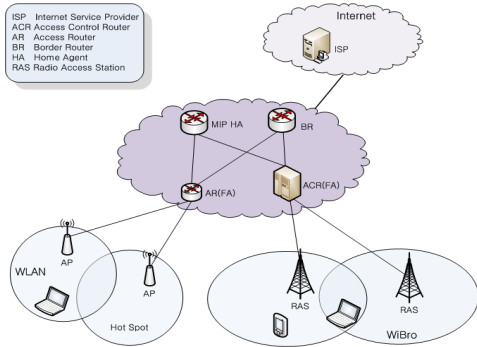 ISP Internet Service Provider
ACR Access Control Router
AR Access Router
BR Border Router
HA Home Agent
RAS Radio Access Station
Internet
ISP
MIP HA
BR
AR(FA)
ACR(FA)
AP
WLAN
AP
Hot Spot
RAS
RAS
WiBro